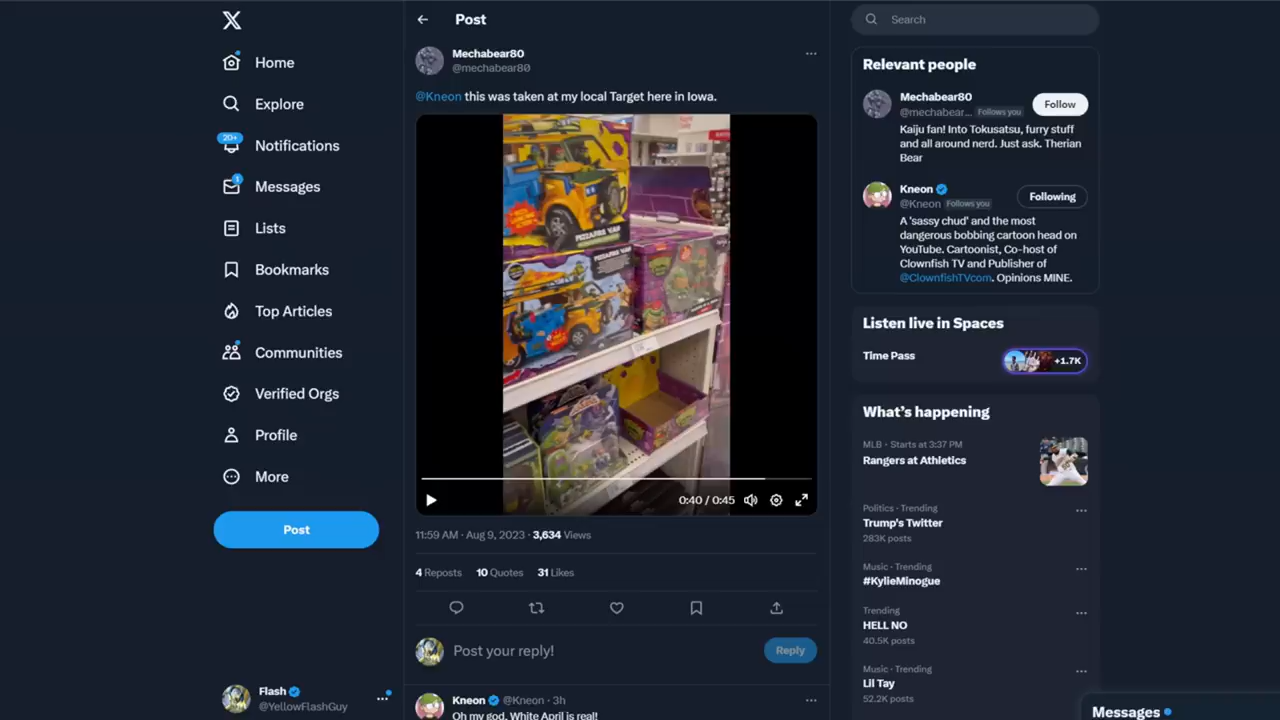 Home
Explore
20+
Notifications
1
Messages
Lists
Bookmarks
Top Articles
Communities
Verified Orgs
Profile
More
Post
Flash
@YellowFlashGuy
Post
Mechabear80
@mechabear80
@Kneon this was taken at my local Target here in Iowa.
PIZZAFIRE VAN
PIZZAFIRE VAN
0:40 / 0:45
11:59 AM · Aug 9, 2023 · 3,634 Views
4 Reposts 10 Quotes 31 Likes
Post your reply!
Reply
Kneon @Kneon · 3h
Oh my god, White April is real!
Search
Relevant people
Mechabear80
@mechabear... Follows you
Follow
Kaiju fan! Into Tokusatsu, furry stuff
and all around nerd. Just ask. Therian
Bear
Kneon
@Kneon Follows you
Following
A 'sassy chud' and the most
dangerous bobbing cartoon head on
YouTube. Cartoonist, Co-host of
Clownfish TV and Publisher of
@ClownfishTVcom. Opinions MINE.
Listen live in Spaces
Time Pass
+1.7K
What's happening
MLB · Starts at 3:37 PM
Rangers at Athletics
Politics · Trending
Trump's Twitter
283K posts
Music · Trending
#KylieMinogue
Trending
HELL NO
40.5K posts
Music · Trending
Lil Tay
52.2K posts
Messages